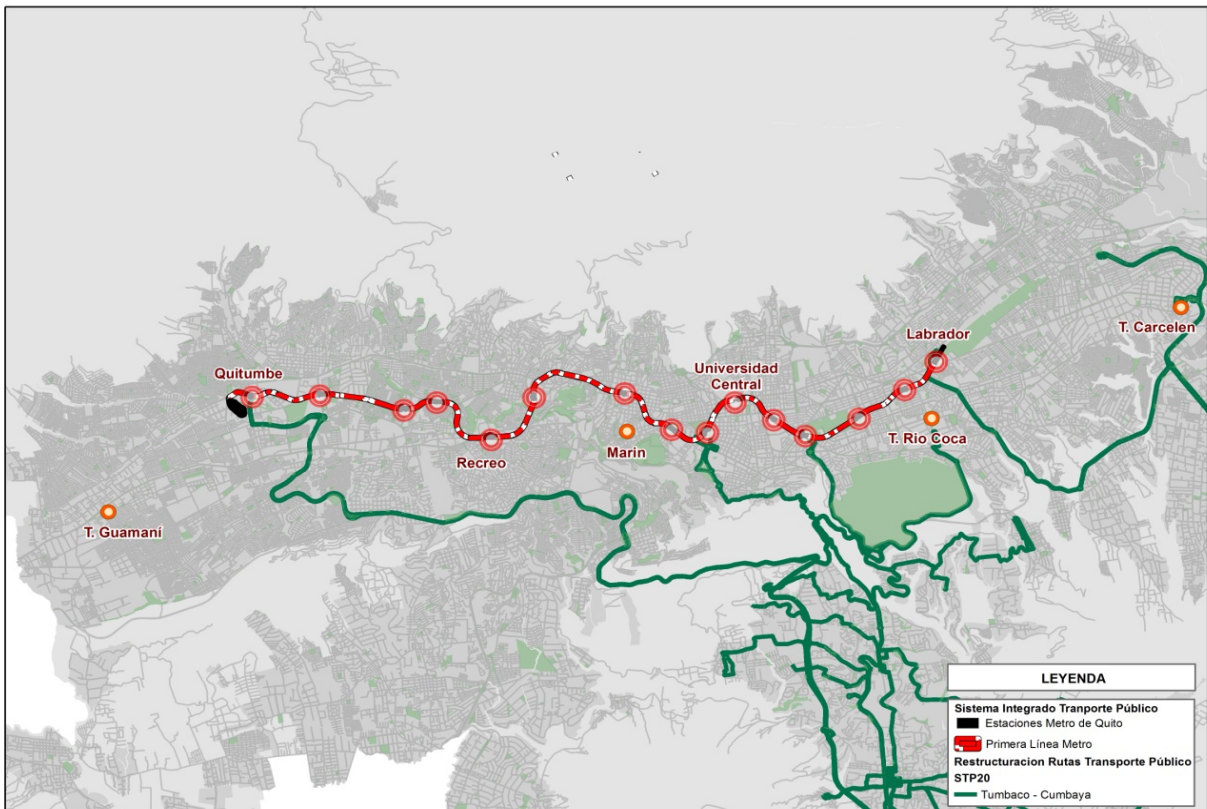 Labrador
T. Carcelen
Quitumbe
Universidad
Central
T. Rio Coca
Recreo
Marin
T. Guamaní
LEYENDA
Sistema Integrado Tranporte Público
Estaciones Metro de Quito
Primera Línea Metro
Restructuracion Rutas Transporte Público
STP20
Tumbaco - Cumbaya